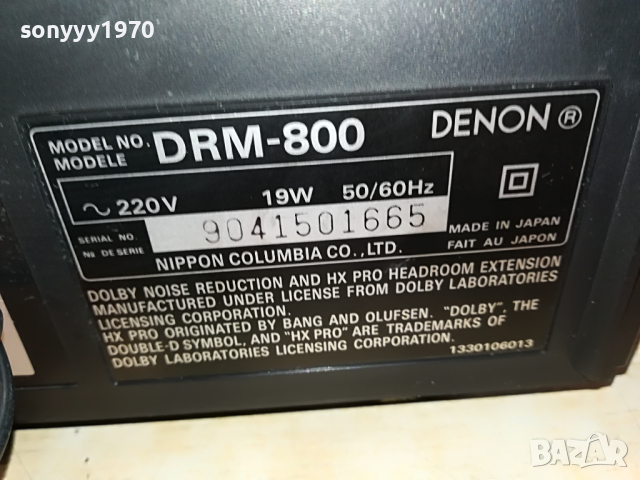 sonyyy1970
MODEL NO. DRM-800 DENON ®
MODELE
~ 220V 19W 50/60Hz
SERIAL NO. 9041501665 MADE IN JAPAN
No DE SERIE FAIT AU JAPON
NIPPON COLUMBIA CO., LTD.
DOLBY NOISE REDUCTION AND HX PRO HEADROOM EXTENSION
MANUFACTURED UNDER LICENSE FROM DOLBY LABORATORIES
LICENSING CORPORATION.
HX PRO ORIGINATED BY BANG AND OLUFSEN. "DOLBY", THE
DOUBLE-D SYMBOL, AND "HX PRO" ARE TRADEMARKS OF
DOLBY LABORATORIES LICENSING CORPORATION.
1330106013
BAZAR